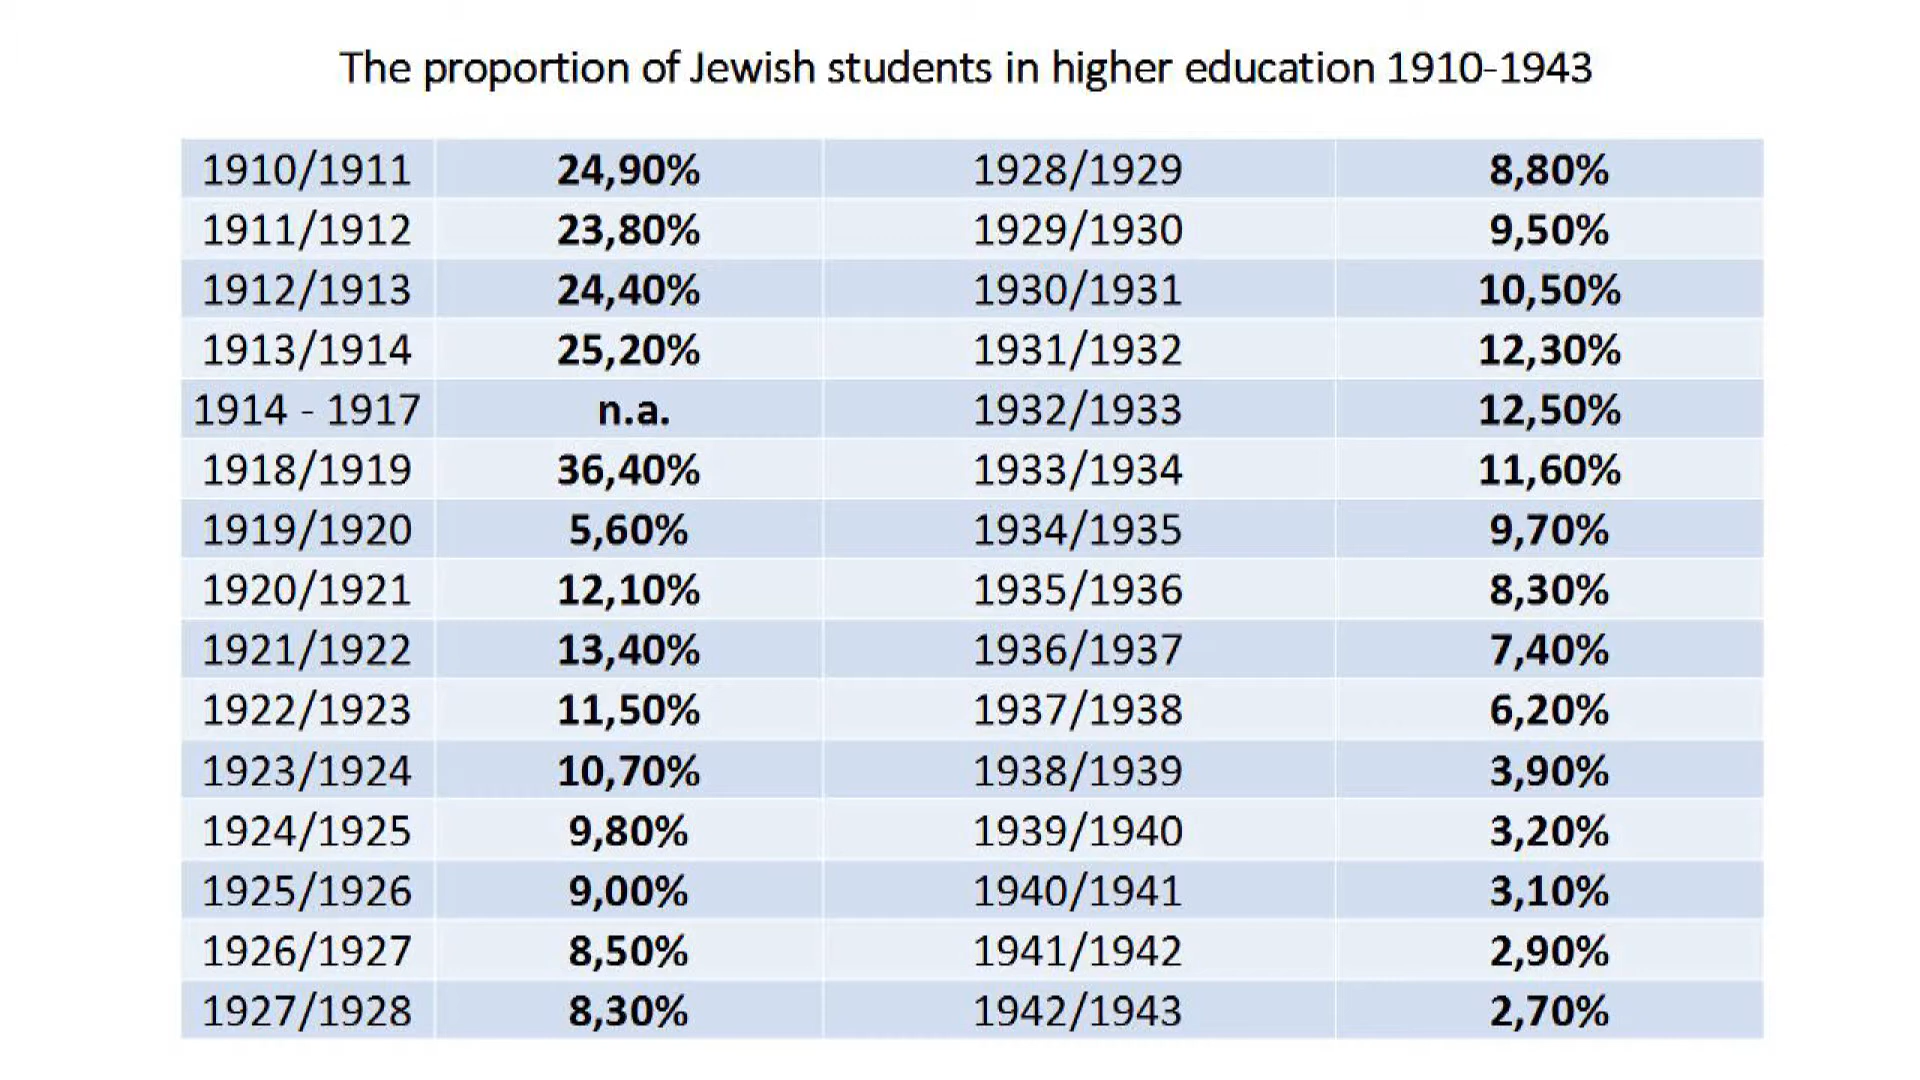 The proportion of Jewish students in higher education 1910-1943
1910/1911 24,90% 1928/1929 8,80%
1911/1912 23,80% 1929/1930 9,50%
1912/1913 24,40% 1930/1931 10,50%
1913/1914 25,20% 1931/1932 12,30%
1914 - 1917 n.a. 1932/1933 12,50%
1918/1919 36,40% 1933/1934 11,60%
1919/1920 5,60% 1934/1935 9,70%
1920/1921 12,10% 1935/1936 8,30%
1921/1922 13,40% 1936/1937 7,40%
1922/1923 11,50% 1937/1938 6,20%
1923/1924 10,70% 1938/1939 3,90%
1924/1925 9,80% 1939/1940 3,20%
1925/1926 9,00% 1940/1941 3,10%
1926/1927 8,50% 1941/1942 2,90%
1927/1928 8,30% 1942/1943 2,70%